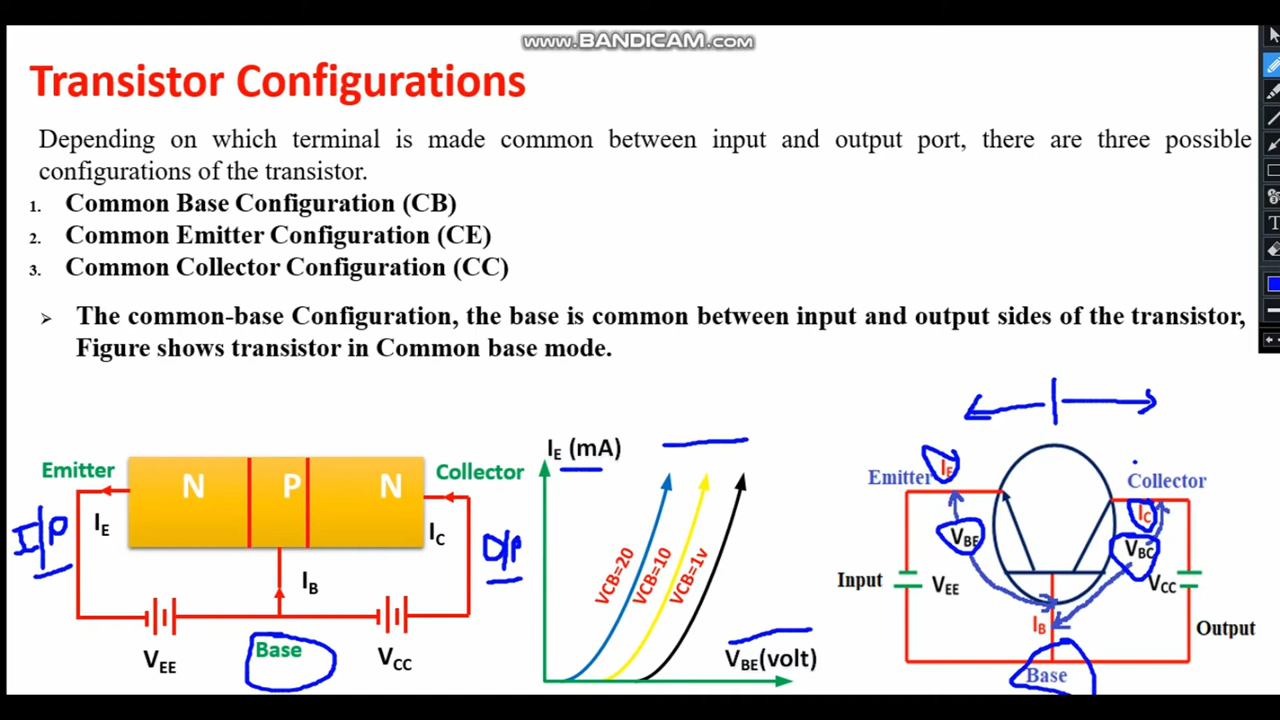 www.BANDICAM.com
Transistor Configurations
Depending on which terminal is made common between input and output port, there are three possible
configurations of the transistor.
1. Common Base Configuration (CB)
2. Common Emitter Configuration (CE)
3. Common Collector Configuration (CC)
➢ The common-base Configuration, the base is common between input and output sides of the transistor,
Figure shows transistor in Common base mode.
Emitter
N
P
N
Collector
I/P
IE
IC
O/P
IB
VEE
Base
VCC
IE (mA)
VCB=20
VCB=10
VCB=1v
VBE(volt)
Emitter
IE
Collector
IC
VBE
VBC
Input
VEE
VCC
IB
Output
Base